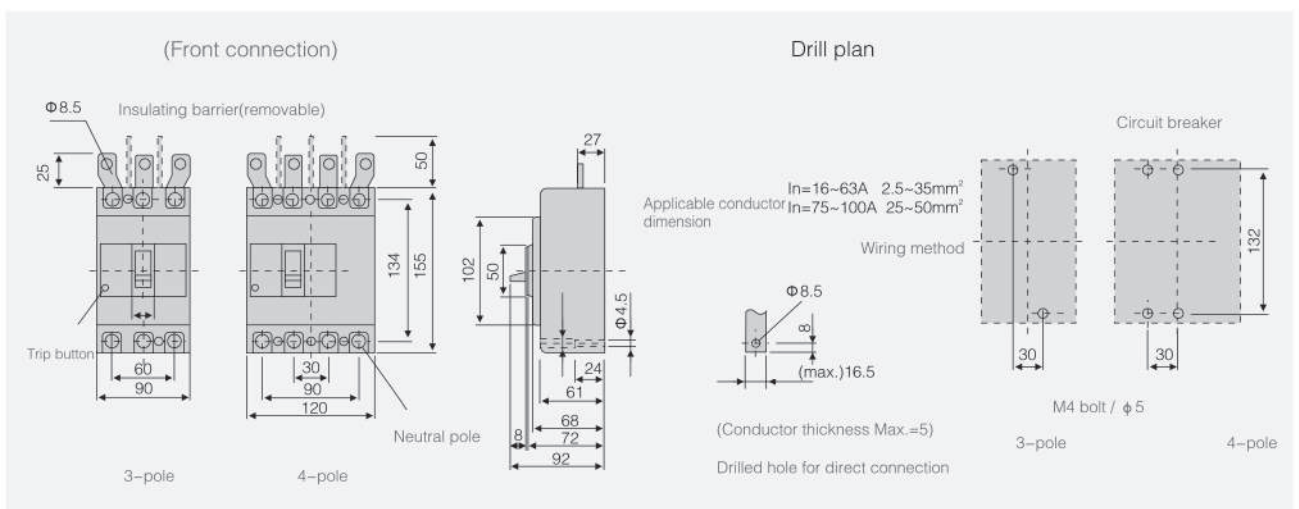 (Front connection)
Drill plan
Φ8.5
Insulating barrier(removable)
25
50
134
155
Trip button
60
90
30
90
120
Neutral pole
3-pole
4-pole
27
102
50
Φ4.5
24
61
68
8
72
92
Applicable conductor
dimension
In=16~63A 2.5~35mm²
In=75~100A 25~50mm²
Wiring method
Φ8.5
8
(max.)16.5
(Conductor thickness Max.=5)
Drilled hole for direct connection
Circuit breaker
132
30
30
M4 bolt / ϕ5
3-pole
4-pole